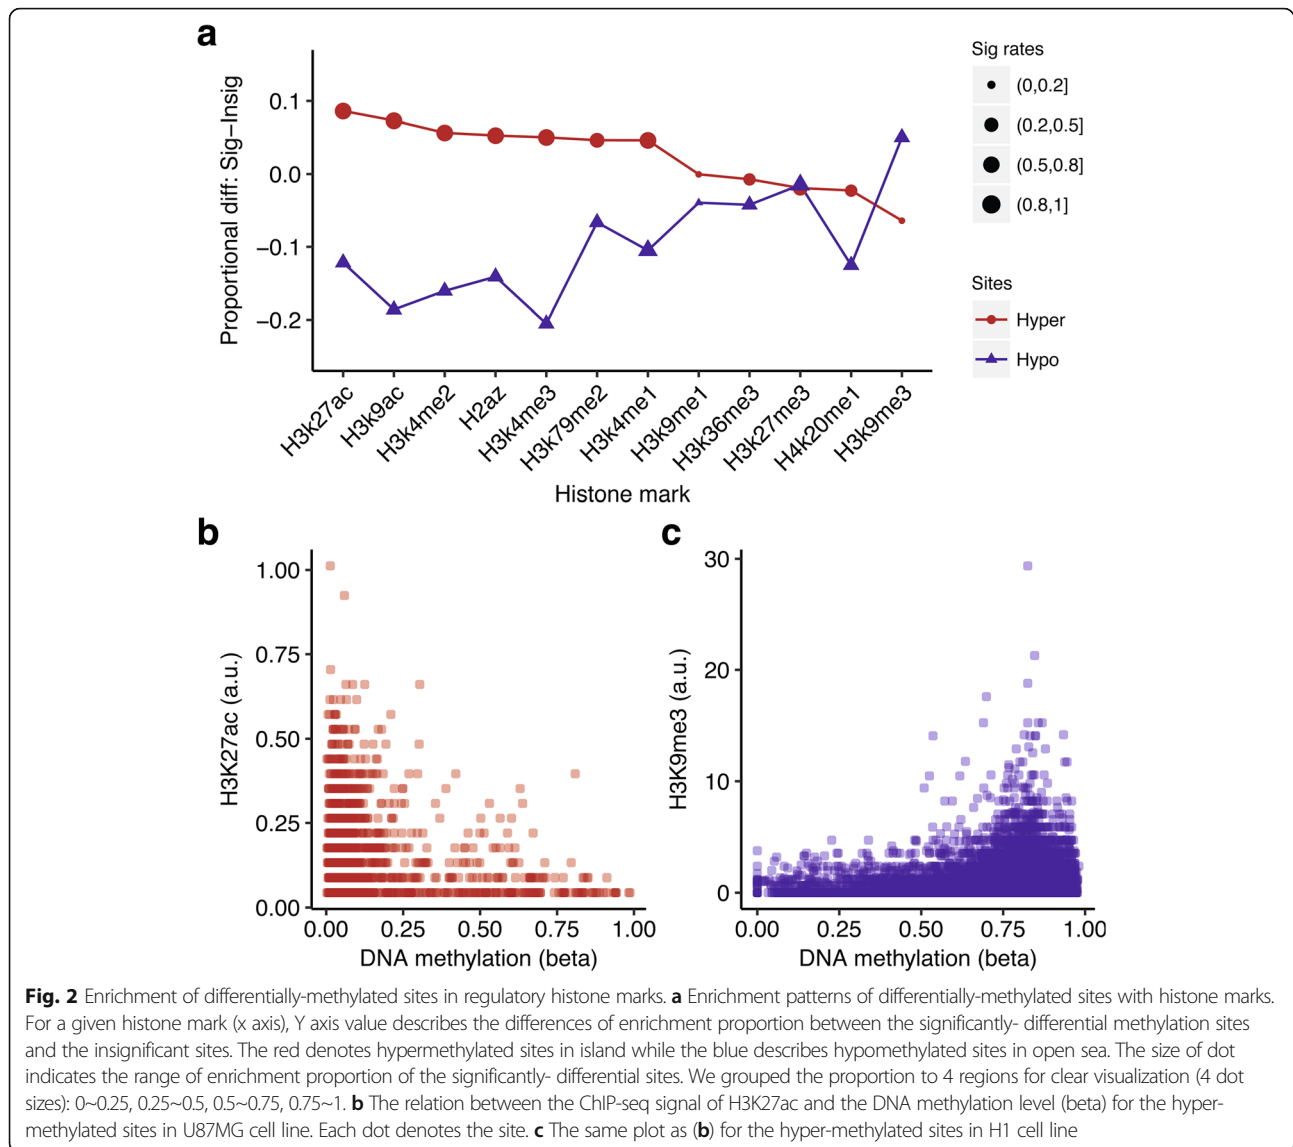 a
Proportional diff: Sig−Insig
0.1
0.0
−0.1
−0.2
H3k27ac
H3k9ac
H3k4me2
H2az
H3k4me3
H3k79me2
H3k4me1
H3k9me1
H3k36me3
H3k27me3
H4k20me1
H3k9me3
Histone mark
Sig rates
(0,0.2]
(0.2,0.5]
(0.5,0.8]
(0.8,1]
Sites
Hyper
Hypo
b
H3K27ac (a.u.)
1.00
0.75
0.50
0.25
0.00
0.00 0.25 0.50 0.75 1.00
DNA methylation (beta)
c
H3K9me3 (a.u.)
30
20
10
0
0.00 0.25 0.50 0.75 1.00
DNA methylation (beta)
Fig. 2 Enrichment of differentially-methylated sites in regulatory histone marks. a Enrichment patterns of differentially-methylated sites with histone marks.
For a given histone mark (x axis), Y axis value describes the differences of enrichment proportion between the significantly- differential methylation sites
and the insignificant sites. The red denotes hypermethylated sites in island while the blue describes hypomethylated sites in open sea. The size of dot
indicates the range of enrichment proportion of the significantly- differential sites. We grouped the proportion to 4 regions for clear visualization (4 dot
sizes): 0~0.25, 0.25~0.5, 0.5~0.75, 0.75~1. b The relation between the ChIP-seq signal of H3K27ac and the DNA methylation level (beta) for the hyper-
methylated sites in U87MG cell line. Each dot denotes the site. c The same plot as (b) for the hyper-methylated sites in H1 cell line